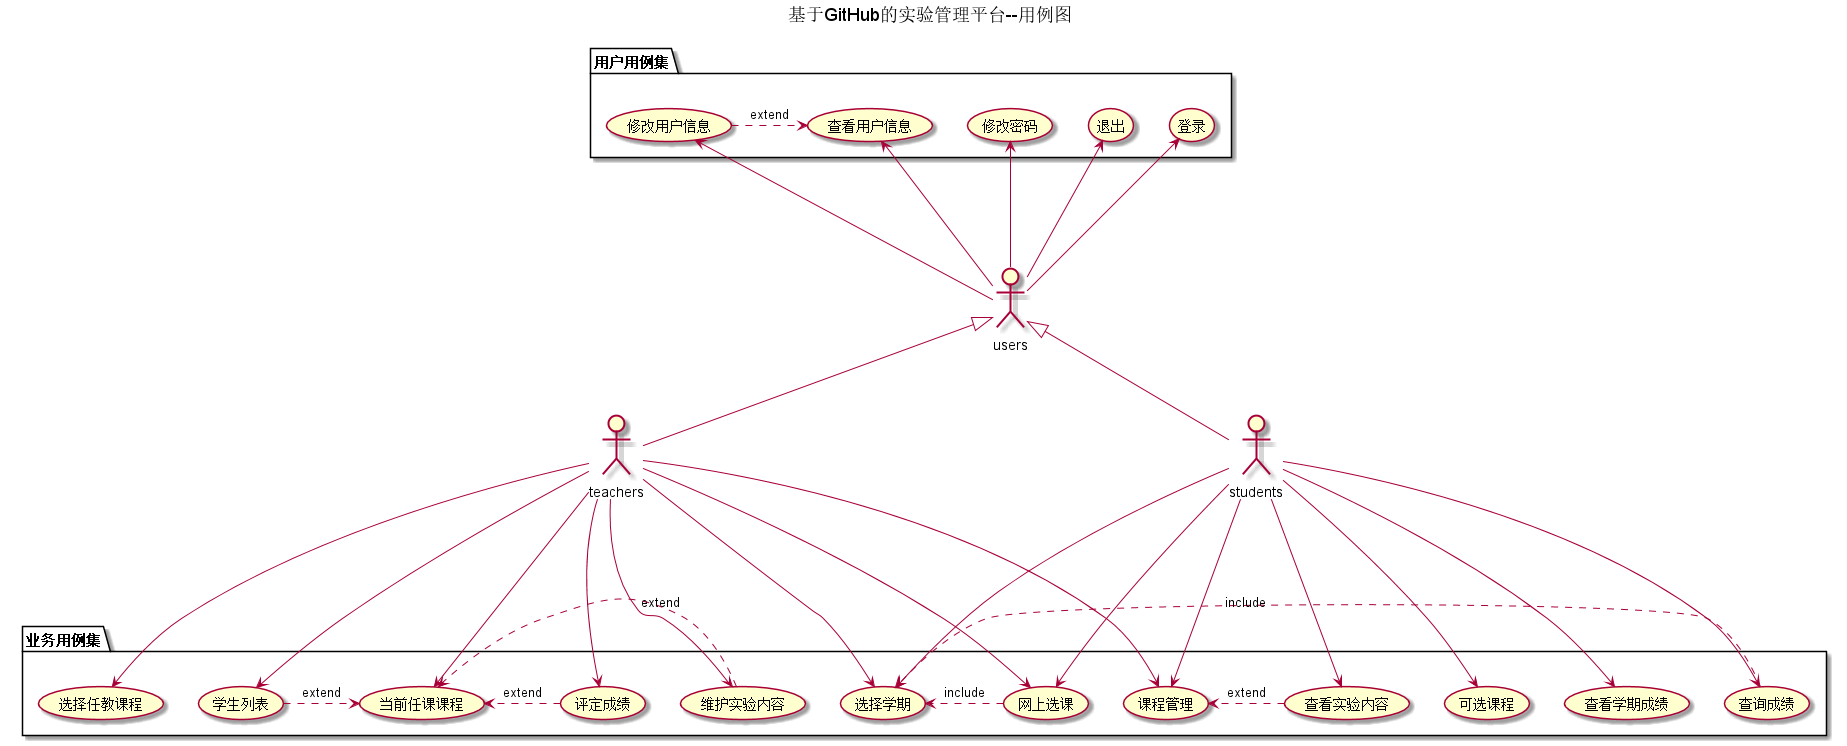 基于GitHub的实验管理平台--用例图
用户用例集
修改用户信息
extend
查看用户信息
修改密码
退出
登录
users
teachers
students
extend
include
业务用例集
选择任教课程
学生列表
extend
当前任课课程
extend
评定成绩
维护实验内容
选择学期
include
网上选课
课程管理
extend
查看实验内容
可选课程
查看学期成绩
查询成绩